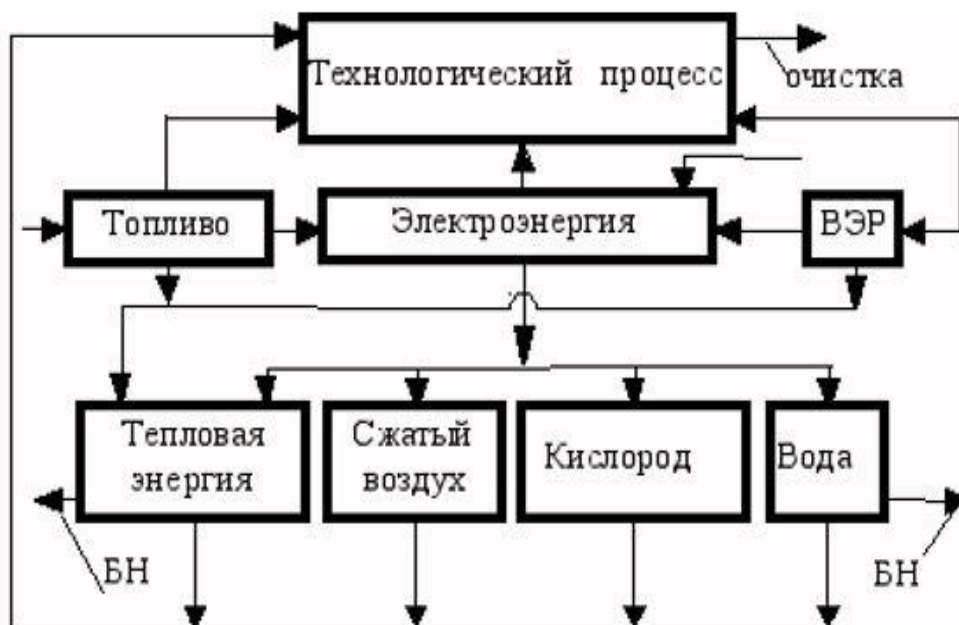 Технологический процесс
очистка
Топливо
Электроэнергия
ВЭР
Тепловая
энергия
Сжатый
воздух
Кислород
Вода
БН
БН